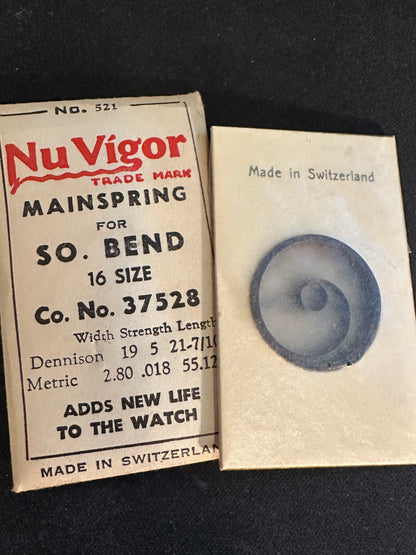 No. 521
Nu Vigor
TRADE MARK
MAINSPRING
FOR
SO. BEND
16 SIZE
Co. No. 37528
Width Strength Length
Dennison 19 5 21-7/10
Metric 2.80 .018 55.12
ADDS NEW LIFE
TO THE WATCH
MADE IN SWITZERLAN
Made in Switzerland